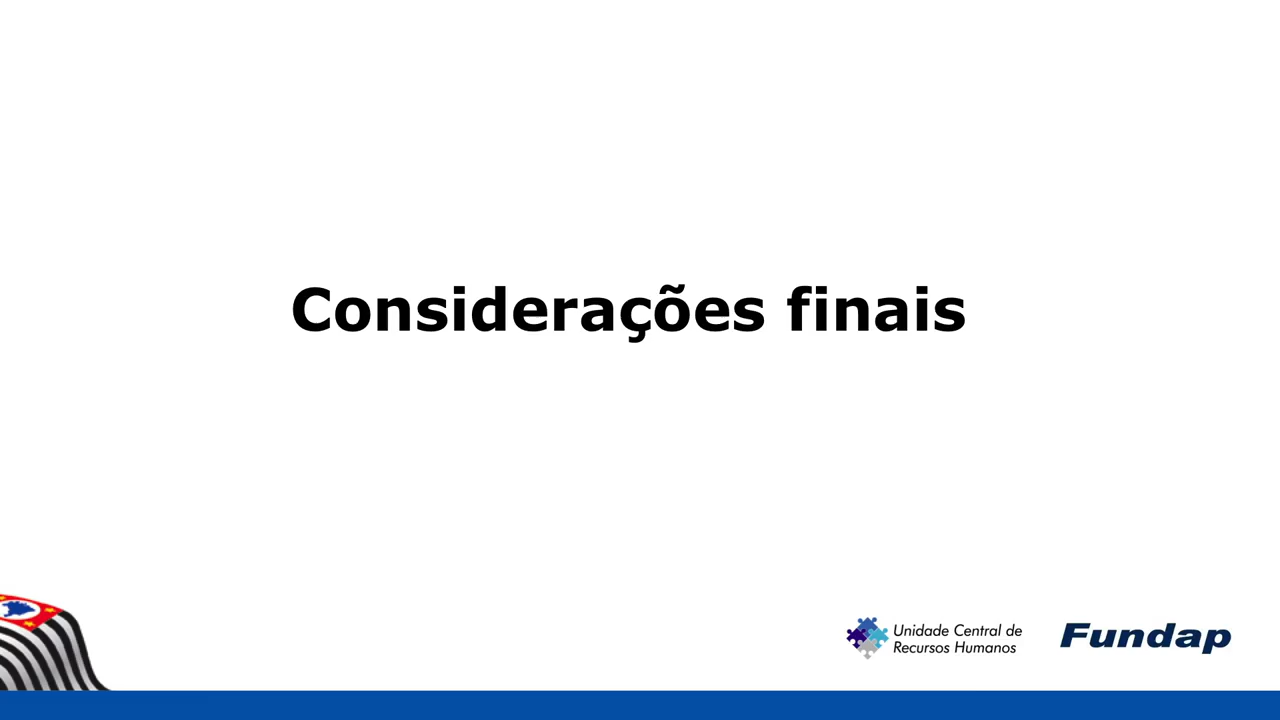 Considerações finais
Unidade Central de
Recursos Humanos
Fundap